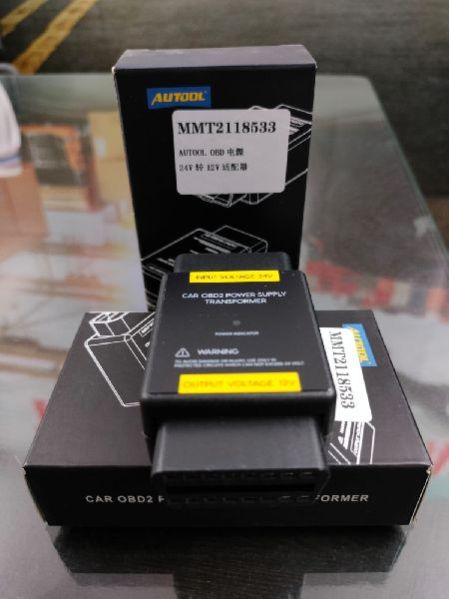 AUTOOL
MMT2118533
AUTOOL OBD 电源
24V 转 12V 适配器
INPUT VOLTAGE 24V
CAR OBD2 POWER SUPPLY
TRANSFORMER
POWER INDICATOR
WARNING
OUTPUT VOLTAGE 12V
AUTOOL
MMT2118533
CAR OBD2 P
FORMER